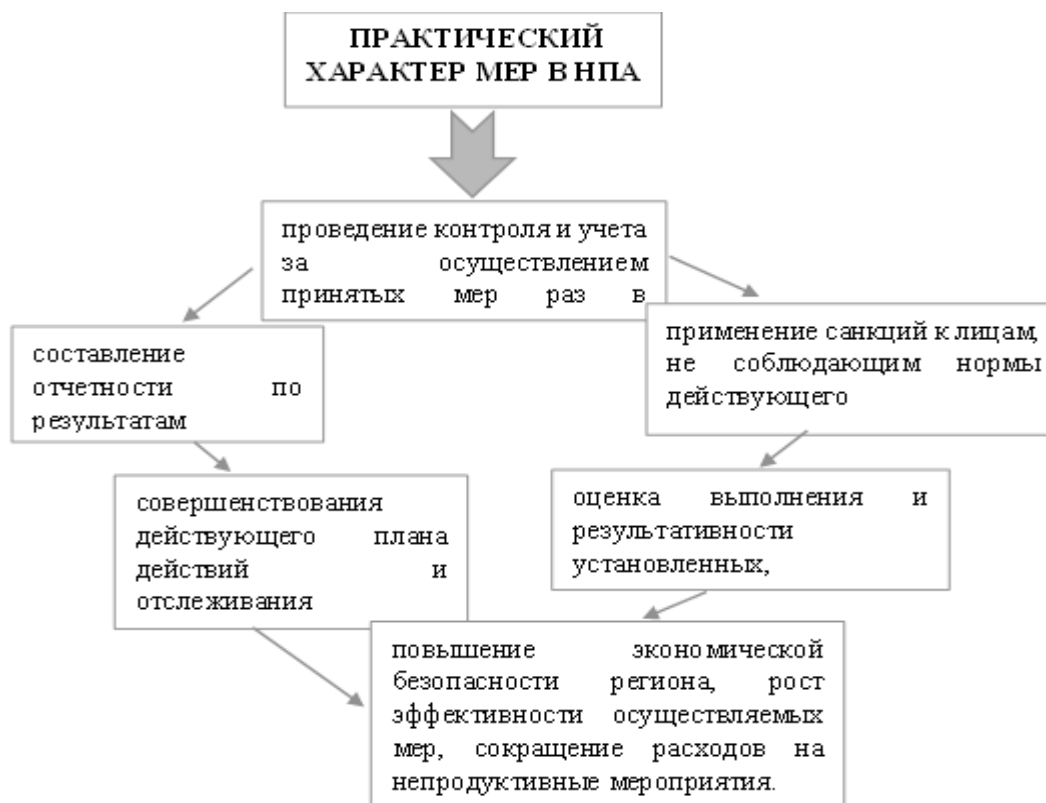 ПРАКТИЧЕСКИЙ
ХАРАКТЕР МЕР В НПА
проведение контроля и учета
за осуществлением
принятых мер раз в
составление
отчетности по
результатам
применение санкций к лицам,
не соблюдающим нормы
действующего
совершенствования
действующего плана
действий и
отслеживания
оценка выполнения и
результативности
установленных,
повышение экономической
безопасности региона, рост
эффективности осуществляемых
мер, сокращение расходов на
непродуктивные мероприятия.